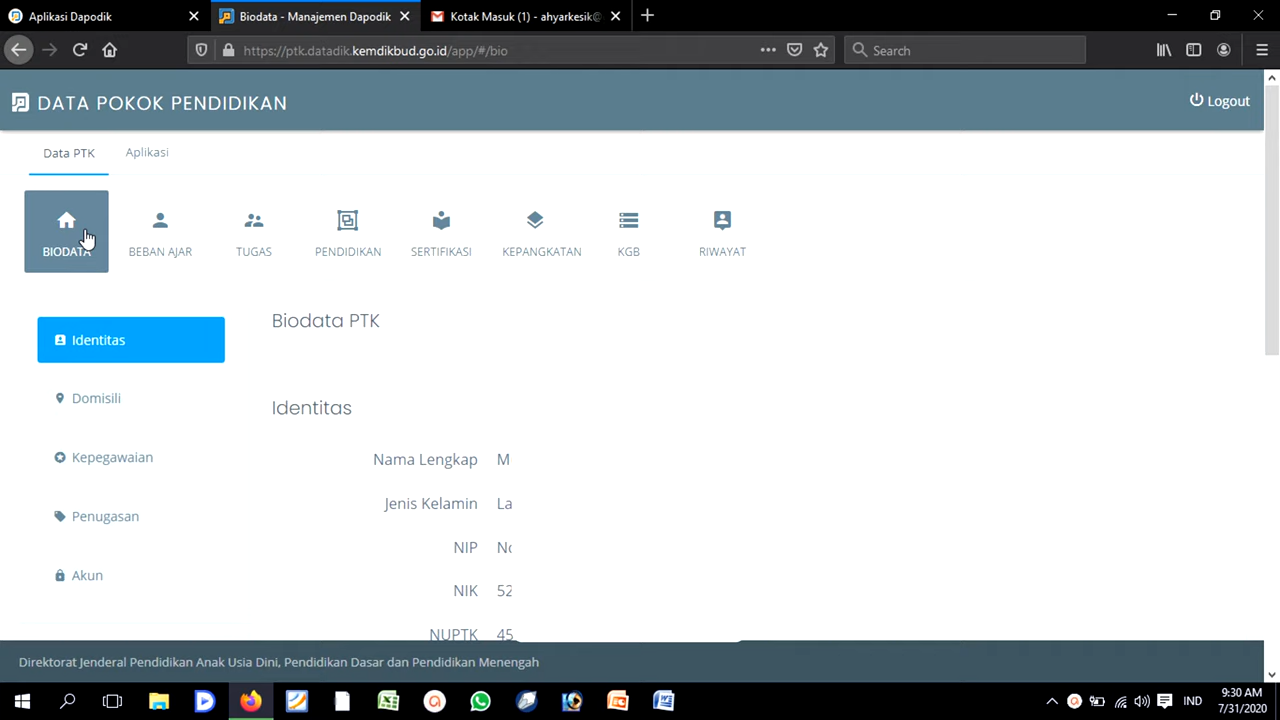 Aplikasi Dapodik
Biodata - Manajemen Dapodik
Kotak Masuk (1) - ahyarkesik@
https://ptk.datadik.kemdikbud.go.id/app/#/bio
Search
DATA POKOK PENDIDIKAN
Logout
Data PTK
Aplikasi
BIODATA
BEBAN AJAR
TUGAS
PENDIDIKAN
SERTIFIKASI
KEPANGKATAN
KGB
RIWAYAT
Identitas
Domisili
Kepegawaian
Penugasan
Akun
Biodata PTK
Identitas
Nama Lengkap M
Jenis Kelamin La
NIP No
NIK 52
NUPTK 45
Direktorat Jenderal Pendidikan Anak Usia Dini, Pendidikan Dasar dan Pendidikan Menengah
IND
9:30 AM
7/31/2020